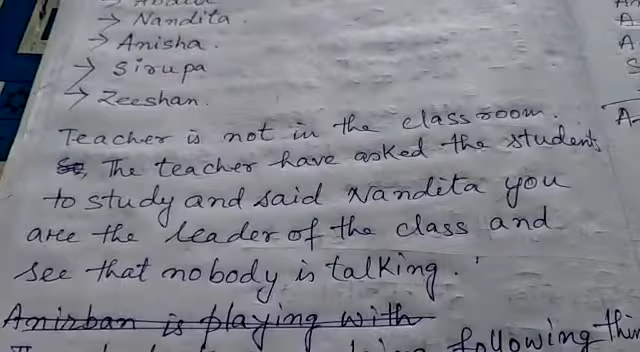 → Nandita.
→ Anisha.
→ Sirupa
→ Zeeshan.
Teacher is not in the classroom.
The teacher have asked the students
to study and said Nandita you
are the leader of the class and
see that nobody is talking.
Anirban is playing with
following thin